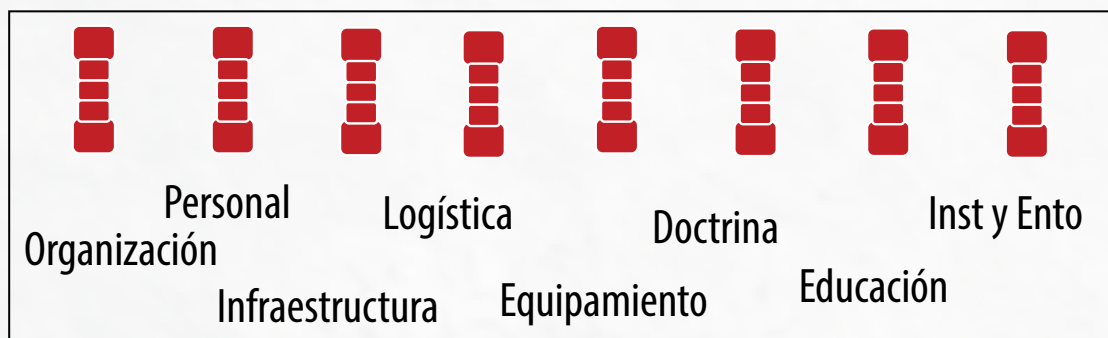 Organización
Personal
Infraestructura
Logística
Equipamiento
Doctrina
Educación
Inst y Ento